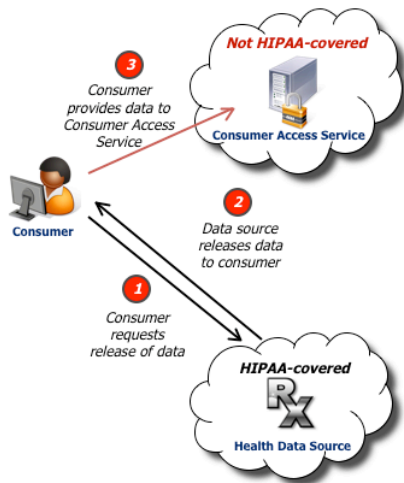 Not HIPAA-covered
Consumer Access Service
3
Consumer
provides data to
Consumer Access
Service
Consumer
2
Data source
releases data
to consumer
1
Consumer
requests
release of data
HIPAA-covered
Rx
Health Data Source